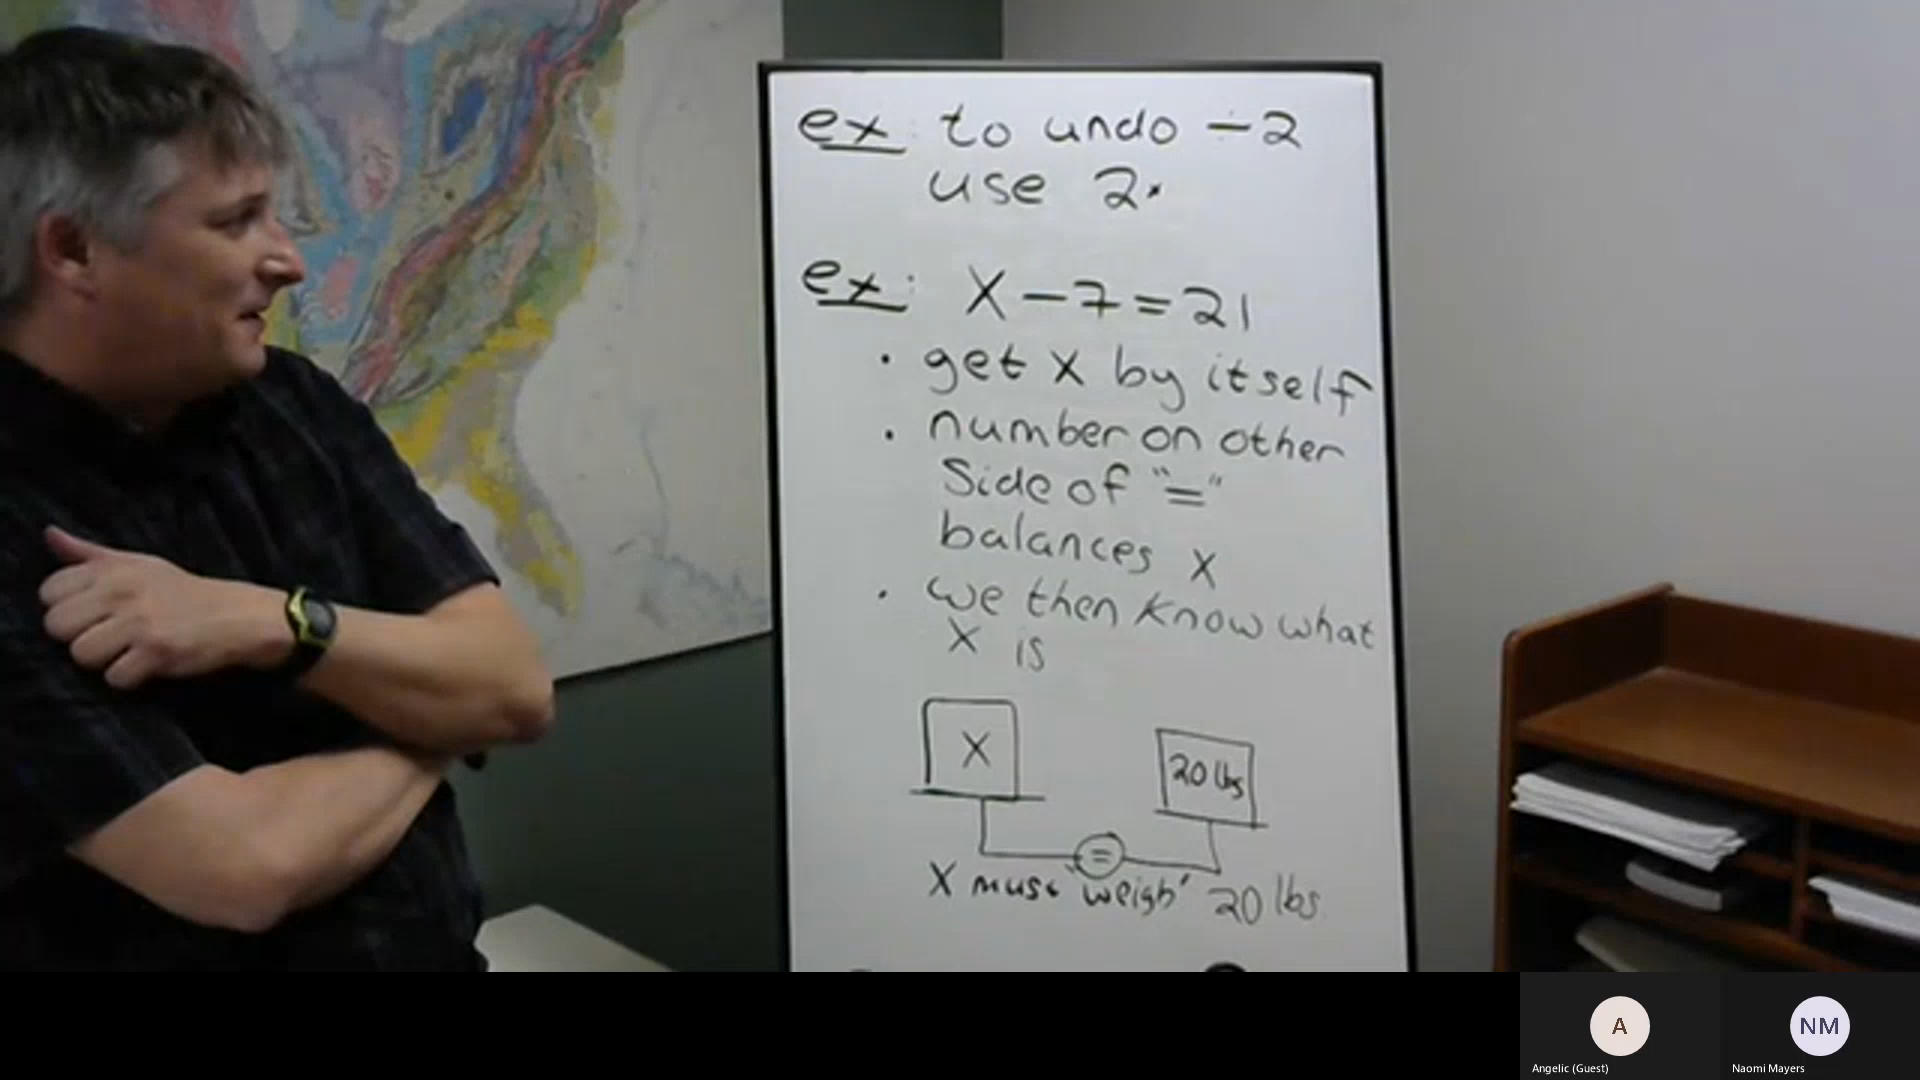 ex: to undo ÷2
use 2·
ex: X - 7 = 21
· get X by itself
· number on other
side of "="
balances X
· we then know what
X is
X
20 lbs
=
X must "weigh" 20 lbs
A
NM
Angelic (Guest)
Naomi Mayers